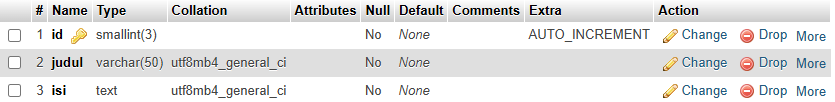 # Name Type Collation Attributes Null Default Comments Extra Action
1 id smallint(3) No None AUTO_INCREMENT Change Drop More
2 judul varchar(50) utf8mb4_general_ci No None Change Drop More
3 isi text utf8mb4_general_ci No None Change Drop More